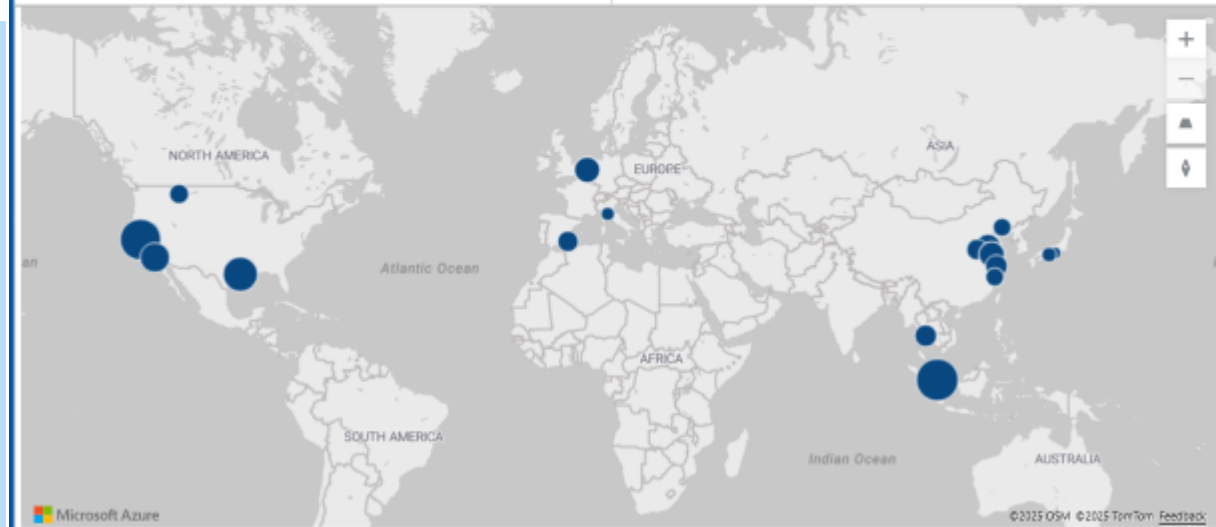 NORTH AMERICA
EUROPE
ASIA
an
Atlantic Ocean
AFRICA
SOUTH AMERICA
Indian Ocean
AUSTRALIA
Microsoft Azure
©2025 OSM ©2025 TomTom Feedback